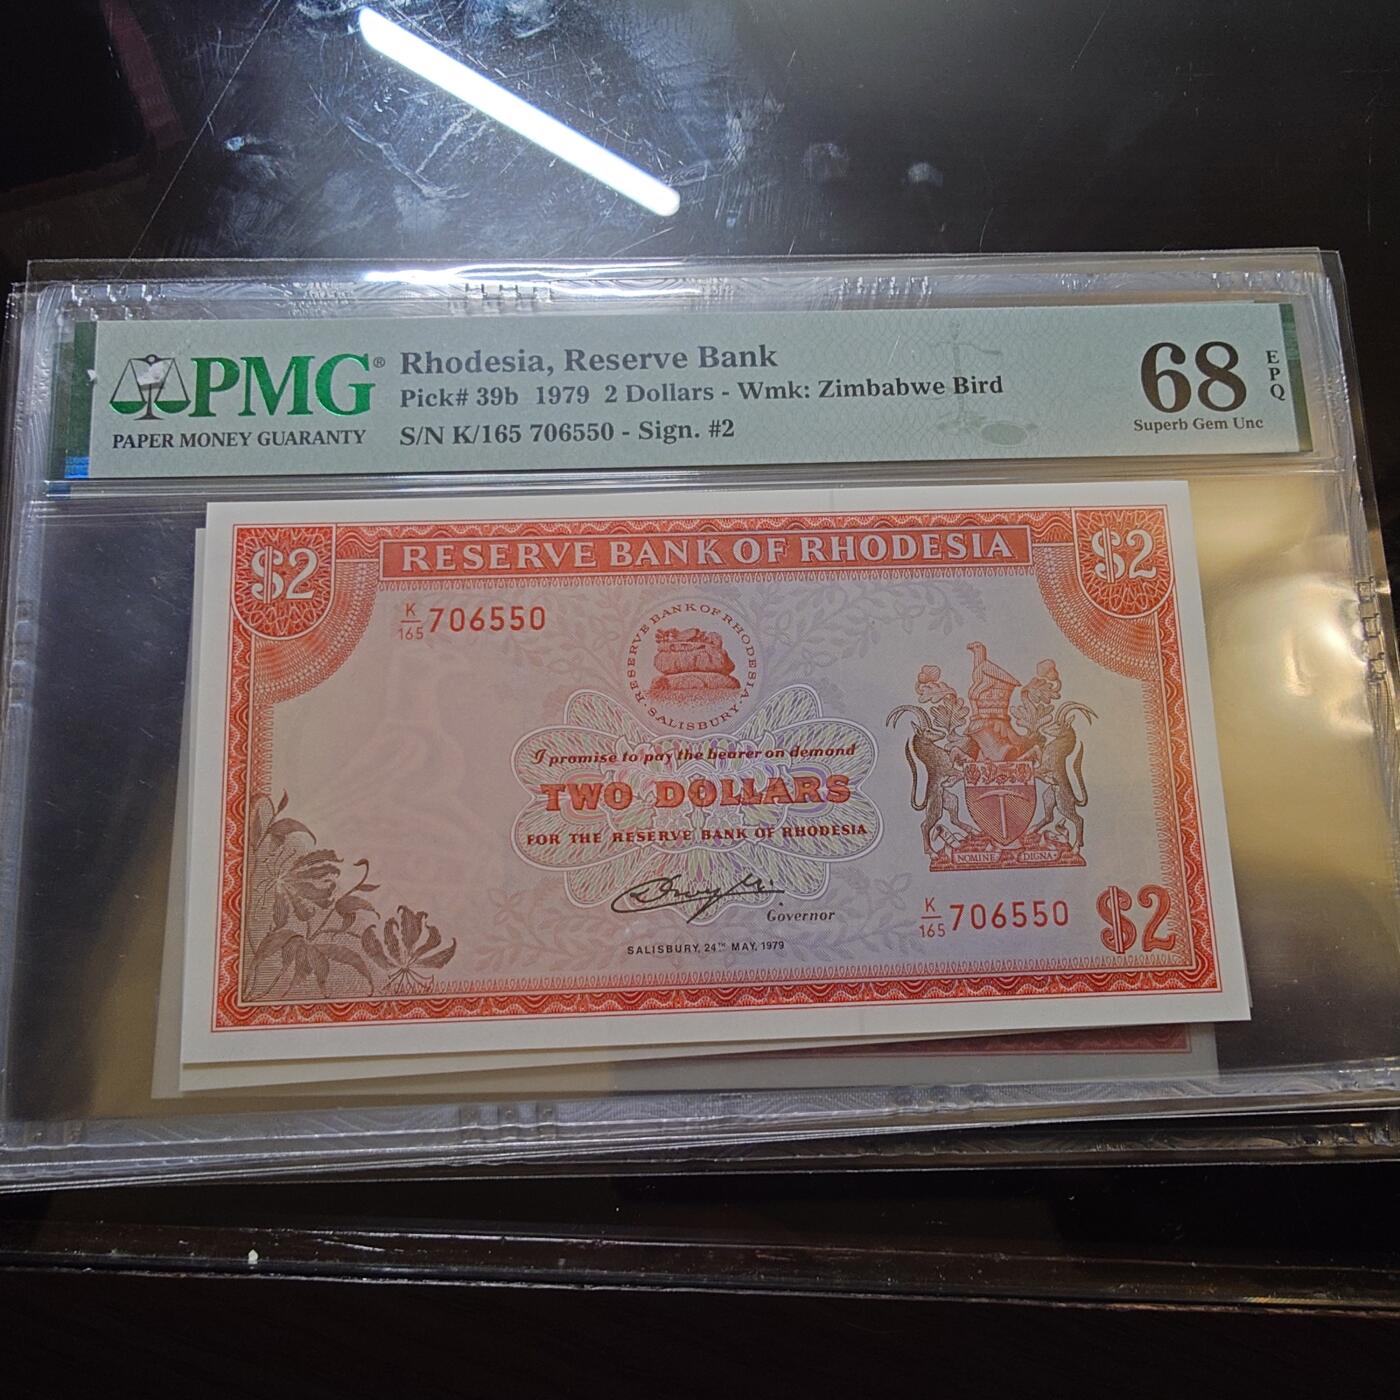 PMG®
PAPER MONEY GUARANTY
Rhodesia, Reserve Bank
Pick# 39b 1979 2 Dollars - Wmk: Zimbabwe Bird
S/N K/165 706550 - Sign. #2
68
EPQ
Superb Gem Unc
$2
RESERVE BANK OF RHODESIA
$2
K/165 706550
RESERVE BANK OF RHODESIA
· SALISBURY ·
I promise to pay the bearer on demand
TWO DOLLARS
FOR THE RESERVE BANK OF RHODESIA
Governor
SALISBURY, 24TH MAY, 1979
NOMINE DIGNA
K/165 706550
$2